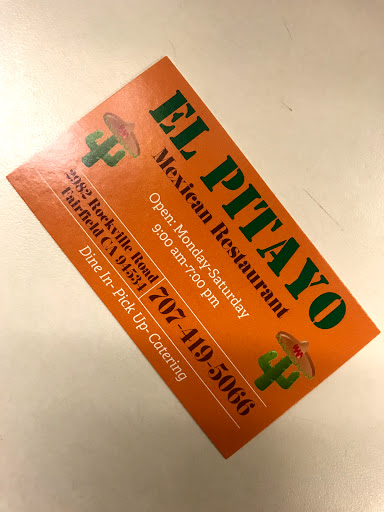 EL PITAYO
Mexican Restaurant
Open: Monday-Saturday
9:00 am-7:00 pm
2982 Rockville Road
Fairfield CA 94534
707-419-5066
Dine In- Pick Up- Catering